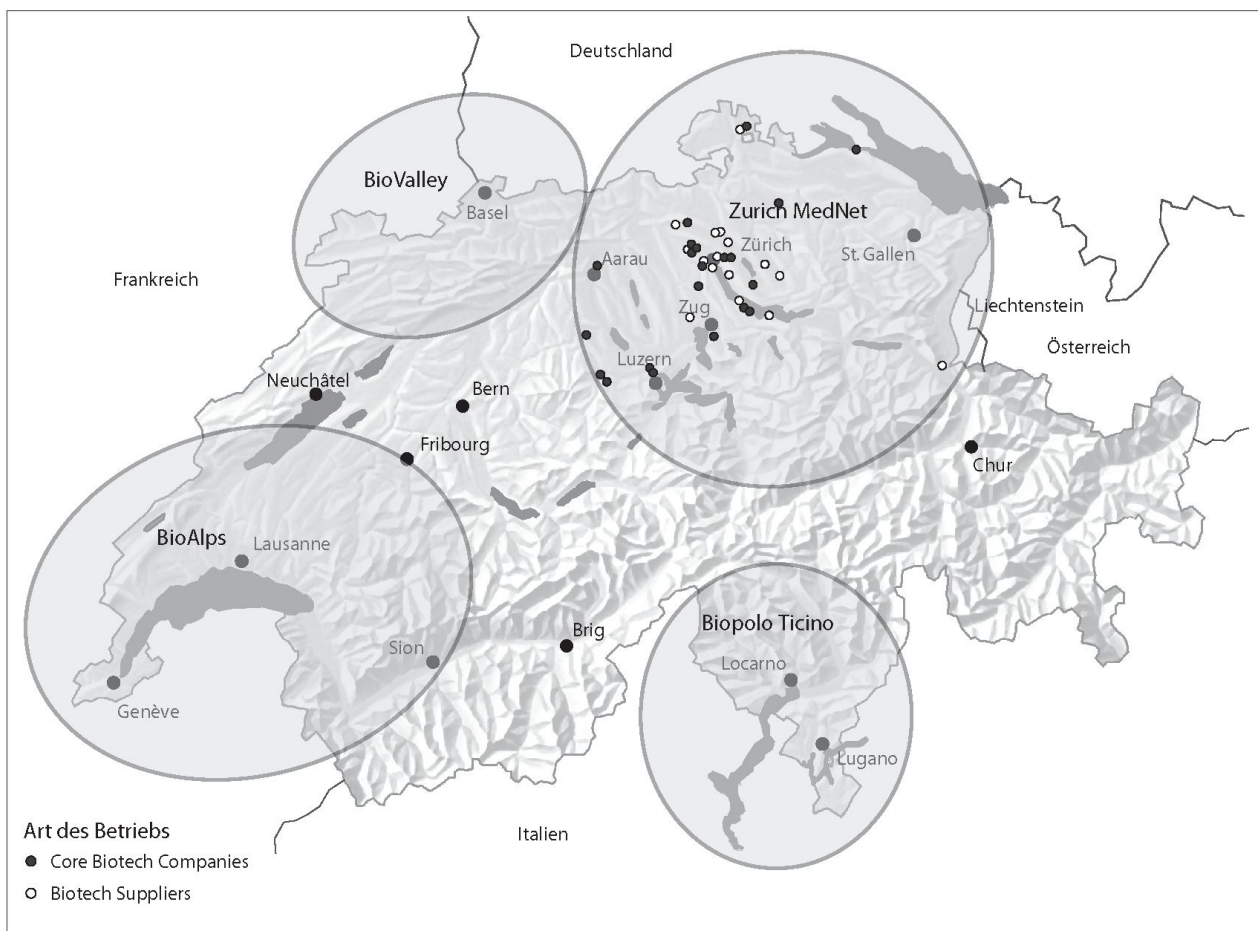 Deutschland
BioValley
Basel
Zurich MedNet
Zürich
St. Gallen
Aarau
Frankreich
Zug
Liechtenstein
Österreich
Luzern
Neuchâtel
Bern
Fribourg
Chur
BioAlps
Lausanne
Biopolo Ticino
Brig
Sion
Locarno
Genève
Lugano
Italien
Art des Betriebs
Core Biotech Companies
Biotech Suppliers